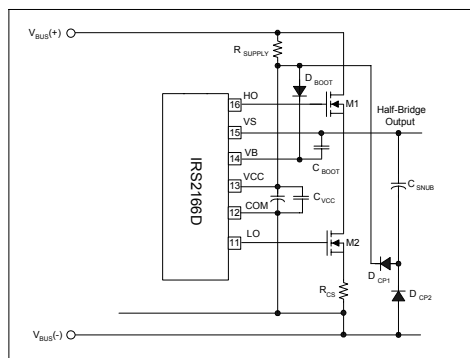 VBUS(+)
RSUPPLY
DBOOT
HO
16
M1
Half-Bridge
Output
VS
15
VB
14
CBOOT
IRS2166D
VCC
13
CVCC
CSNUB
COM
12
LO
11
M2
DCP1
RCS
DCP2
VBUS(-)